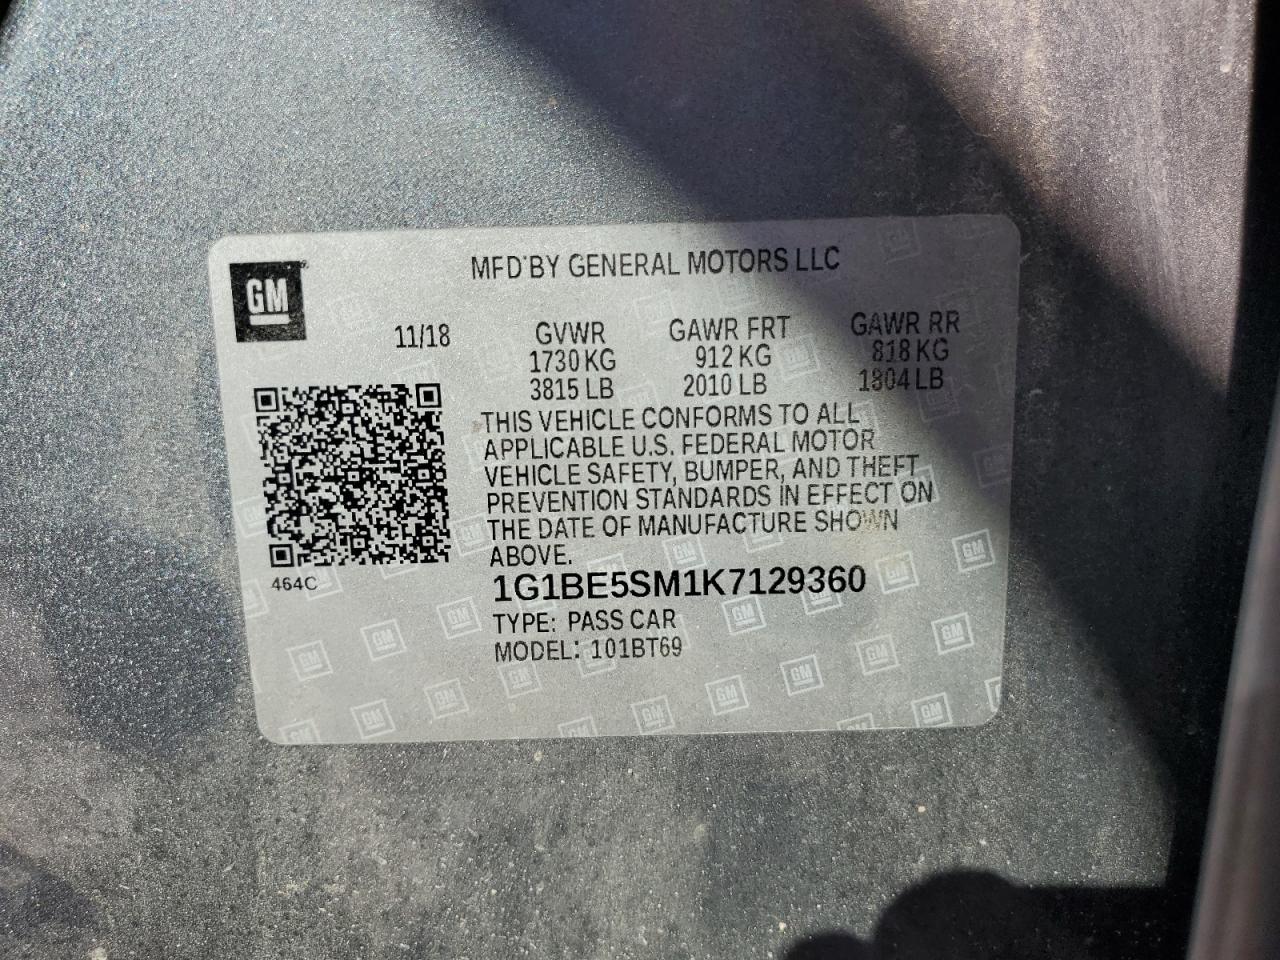 MFD BY GENERAL MOTORS LLC
GM
11/18 GVWR GAWR FRT GAWR RR
1730 KG 912 KG 818 KG
3815 LB 2010 LB 1804 LB
THIS VEHICLE CONFORMS TO ALL
APPLICABLE U.S. FEDERAL MOTOR
VEHICLE SAFETY, BUMPER, AND THEFT
PREVENTION STANDARDS IN EFFECT ON
THE DATE OF MANUFACTURE SHOWN
ABOVE.
464C
1G1BE5SM1K7129360
TYPE: PASS CAR
MODEL: 101BT69